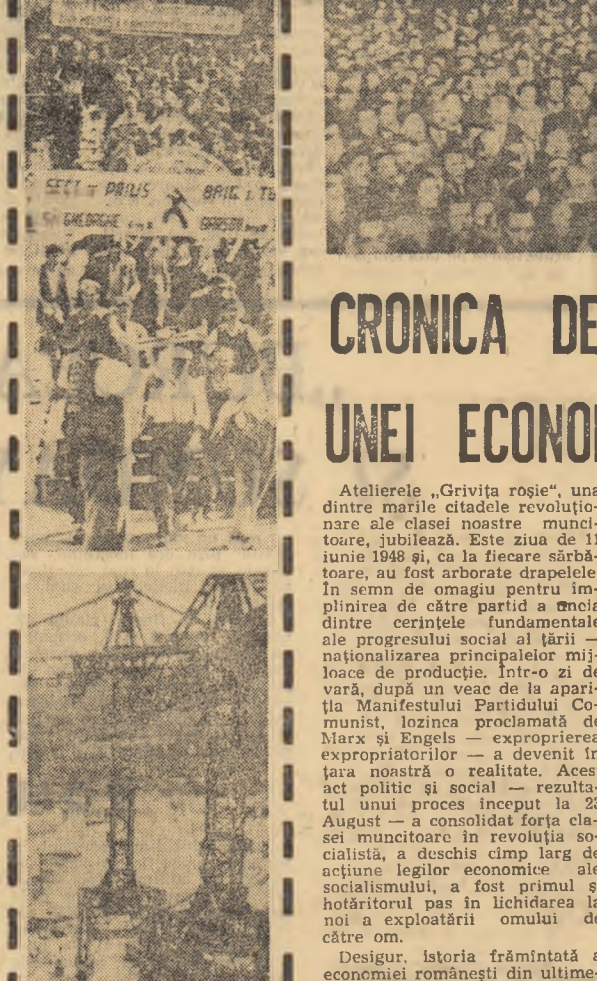 SECT
BRIG
GHEORGHE
CRONICA DE
UNEI ECONO
Atelierele „Grivița roșie“, una
dintre marile citadele revoluțio-
nare ale clasei noastre munci-
toare, jubilează. Este ziua de 11
iunie 1948 și, ca la fiecare sărbă-
toare, au fost arborate drapelele
În semn de omagiu pentru îm-
plinirea de către partid a
dintre cerințele fundamentale
ale progresului social al țării —
naționalizarea principalelor mij-
loace de producție. Într-o zi de
vară, după un veac de la apari-
ția Manifestului Partidului Co-
munist, lozinca proclamată de
Marx și Engels — exproprierea
expropriatorilor — a devenit în
țara noastră o realitate. Acest
act politic și social — rezulta-
tul unui proces început la 23
August — a consolidat forța cla-
sei muncitoare în revoluția so-
cialistă, a deschis cîmp larg de
acțiune legilor economice ale
socialismului, a fost primul ș
hotărîtorul pas în lichidarea la
noi a exploatării omului de
către om.
Desigur, istoria frămîntată a
economiei românești din ultime-